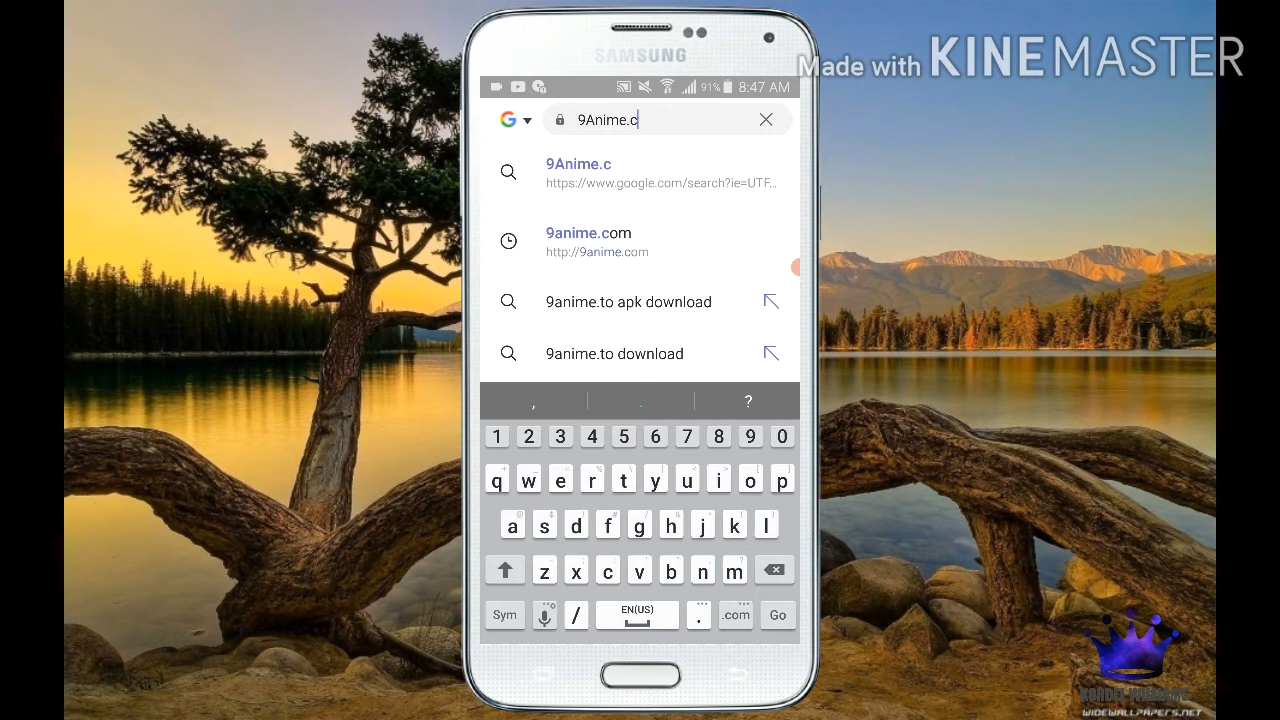 SAMSUNG
Made with KINEMASTER
91% 8:47 AM
9Anime.c
9Anime.c
https://www.google.com/search?ie=UTF...
9anime.com
http://9anime.com
9anime.to apk download
9anime.to download
, . ?
1 2 3 4 5 6 7 8 9 0
q w e r t y u i o p
a s d f g h j k l
z x c v b n m
Sym / EN(US) . .com Go
WIDEWALLPAPERS.NET